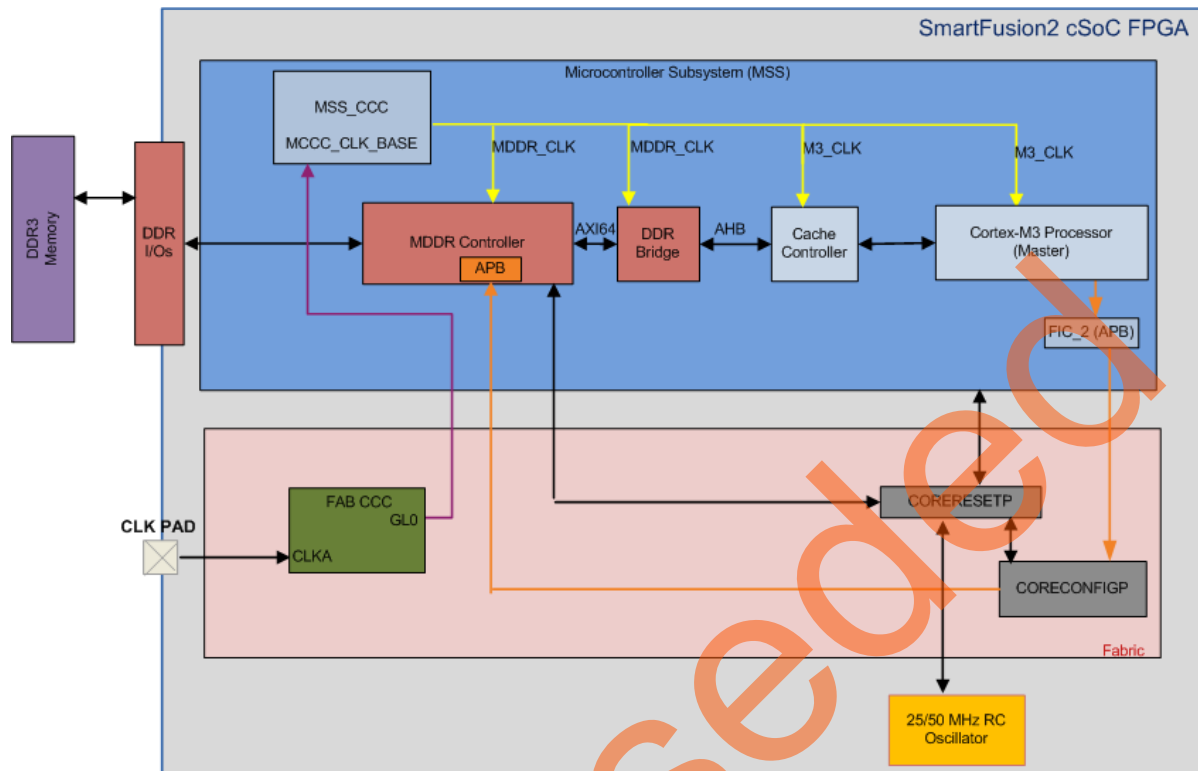 SmartFusion2 cSoC FPGA
Microcontroller Subsystem (MSS)
MSS_CCC
MCCC_CLK_BASE
MDDR_CLK
MDDR_CLK
M3_CLK
M3_CLK
DDR3
Memory
DDR
I/Os
MDDR Controller
APB
AXI64
DDR
Bridge
AHB
Cache
Controller
Cortex-M3 Processor
(Master)
FIC_2 (APB)
FAB CCC
GL0
CLKA
CLK PAD
CORERESETP
CORECONFIGP
Fabric
25/50 MHz RC
Oscillator
seded